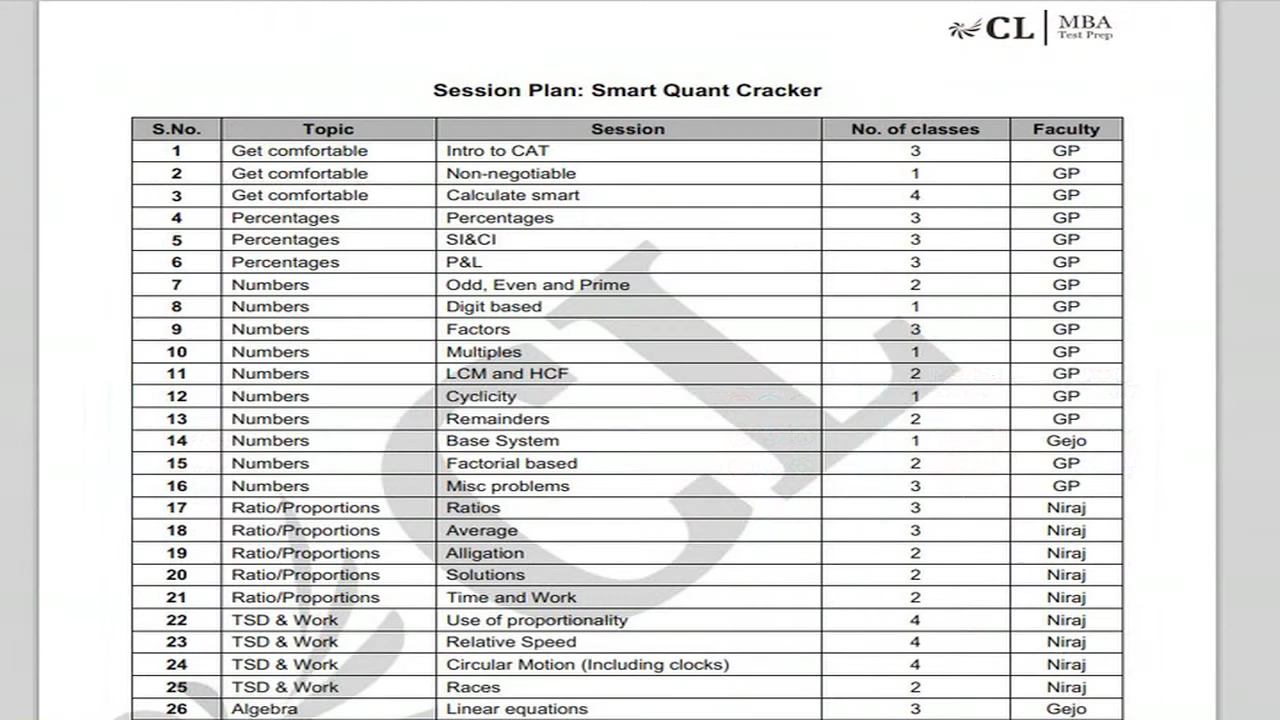 CL MBA
Test Prep
Session Plan: Smart Quant Cracker
S.No. Topic Session No. of classes Faculty
1 Get comfortable Intro to CAT 3 GP
2 Get comfortable Non-negotiable 1 GP
3 Get comfortable Calculate smart 4 GP
4 Percentages Percentages 3 GP
5 Percentages SI&CI 3 GP
6 Percentages P&L 3 GP
7 Numbers Odd, Even and Prime 2 GP
8 Numbers Digit based 1 GP
9 Numbers Factors 3 GP
10 Numbers Multiples 1 GP
11 Numbers LCM and HCF 2 GP
12 Numbers Cyclicity 1 GP
13 Numbers Remainders 2 GP
14 Numbers Base System 1 Gejo
15 Numbers Factorial based 2 GP
16 Numbers Misc problems 3 GP
17 Ratio/Proportions Ratios 3 Niraj
18 Ratio/Proportions Average 3 Niraj
19 Ratio/Proportions Alligation 2 Niraj
20 Ratio/Proportions Solutions 2 Niraj
21 Ratio/Proportions Time and Work 2 Niraj
22 TSD & Work Use of proportionality 4 Niraj
23 TSD & Work Relative Speed 4 Niraj
24 TSD & Work Circular Motion (Including clocks) 4 Niraj
25 TSD & Work Races 2 Niraj
26 Algebra Linear equations 3 Gejo
CL